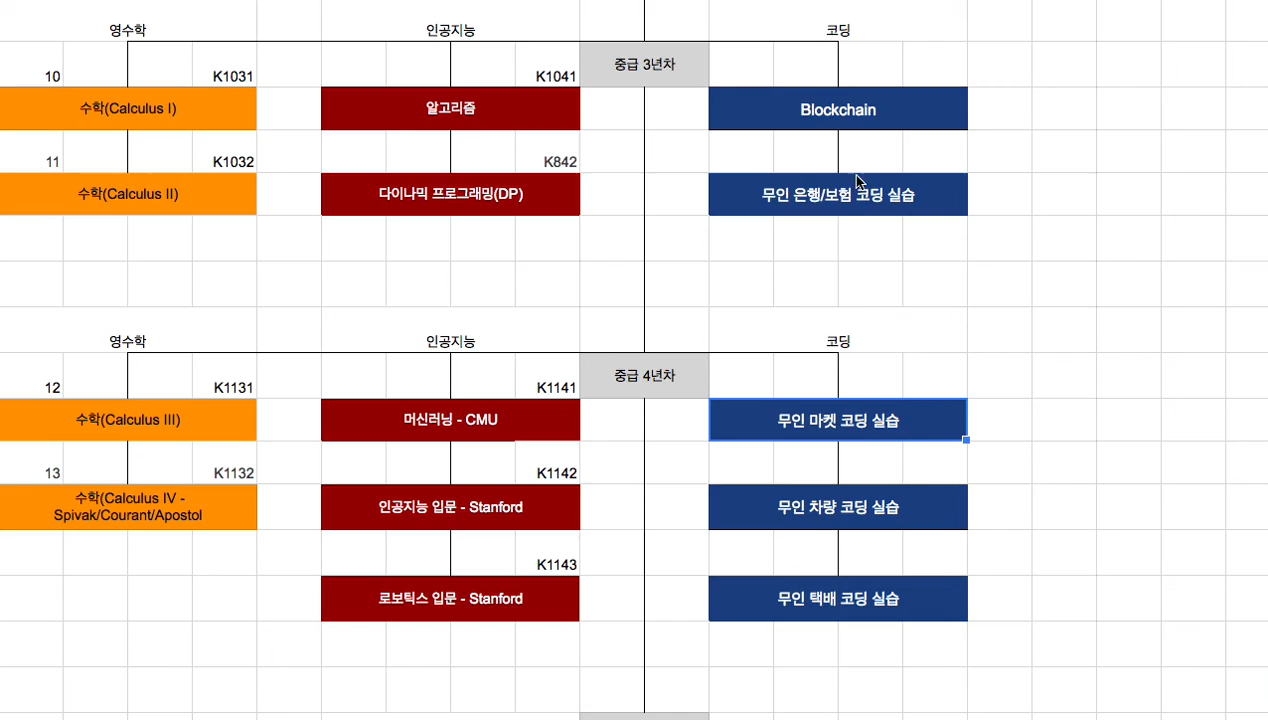 영수학
인공지능
코딩
중급 3년차
10
K1031
K1041
수학(Calculus I)
알고리즘
Blockchain
11
K1032
K842
수학(Calculus II)
다이나믹 프로그래밍(DP)
무인 은행/보험 코딩 실습
영수학
인공지능
코딩
중급 4년차
12
K1131
K1141
수학(Calculus III)
머신러닝 - CMU
무인 마켓 코딩 실습
13
K1132
K1142
수학(Calculus IV -
Spivak/Courant/Apostol
인공지능 입문 - Stanford
무인 차량 코딩 실습
K1143
로보틱스 입문 - Stanford
무인 택배 코딩 실습